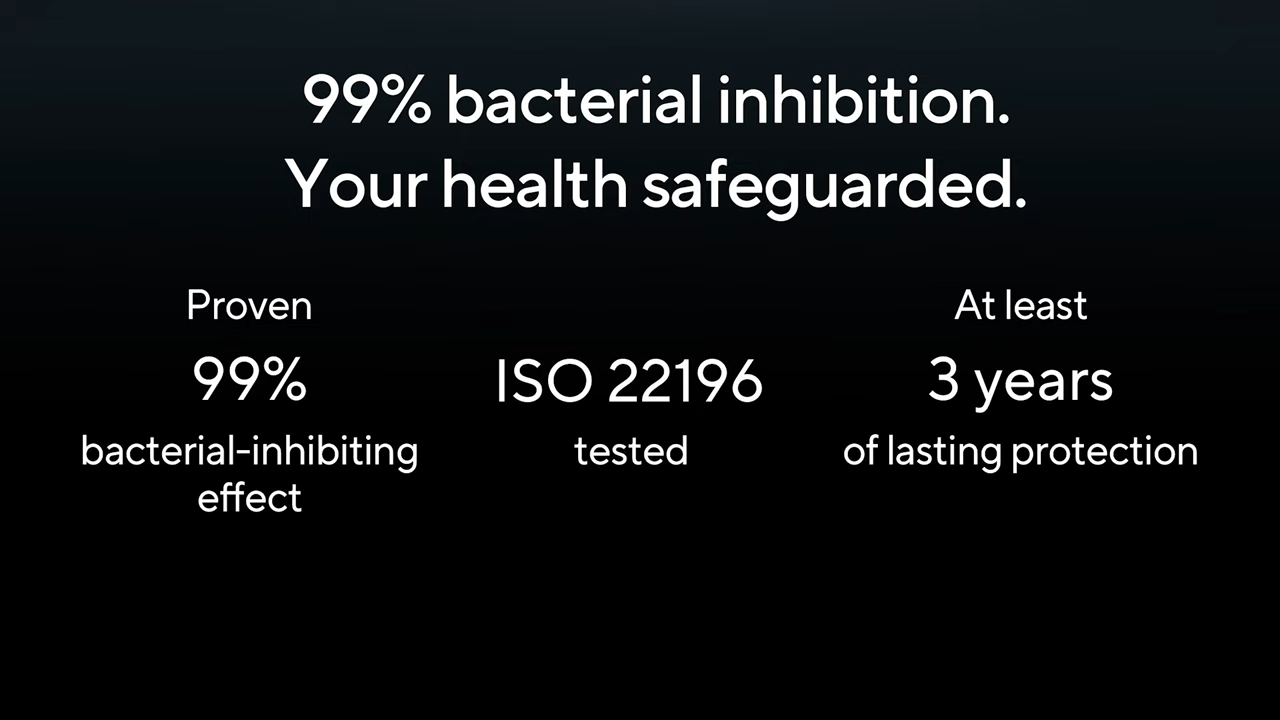 99% bacterial inhibition.
Your health safeguarded.
Proven
99%
bacterial-inhibiting
effect
ISO 22196
tested
At least
3 years
of lasting protection